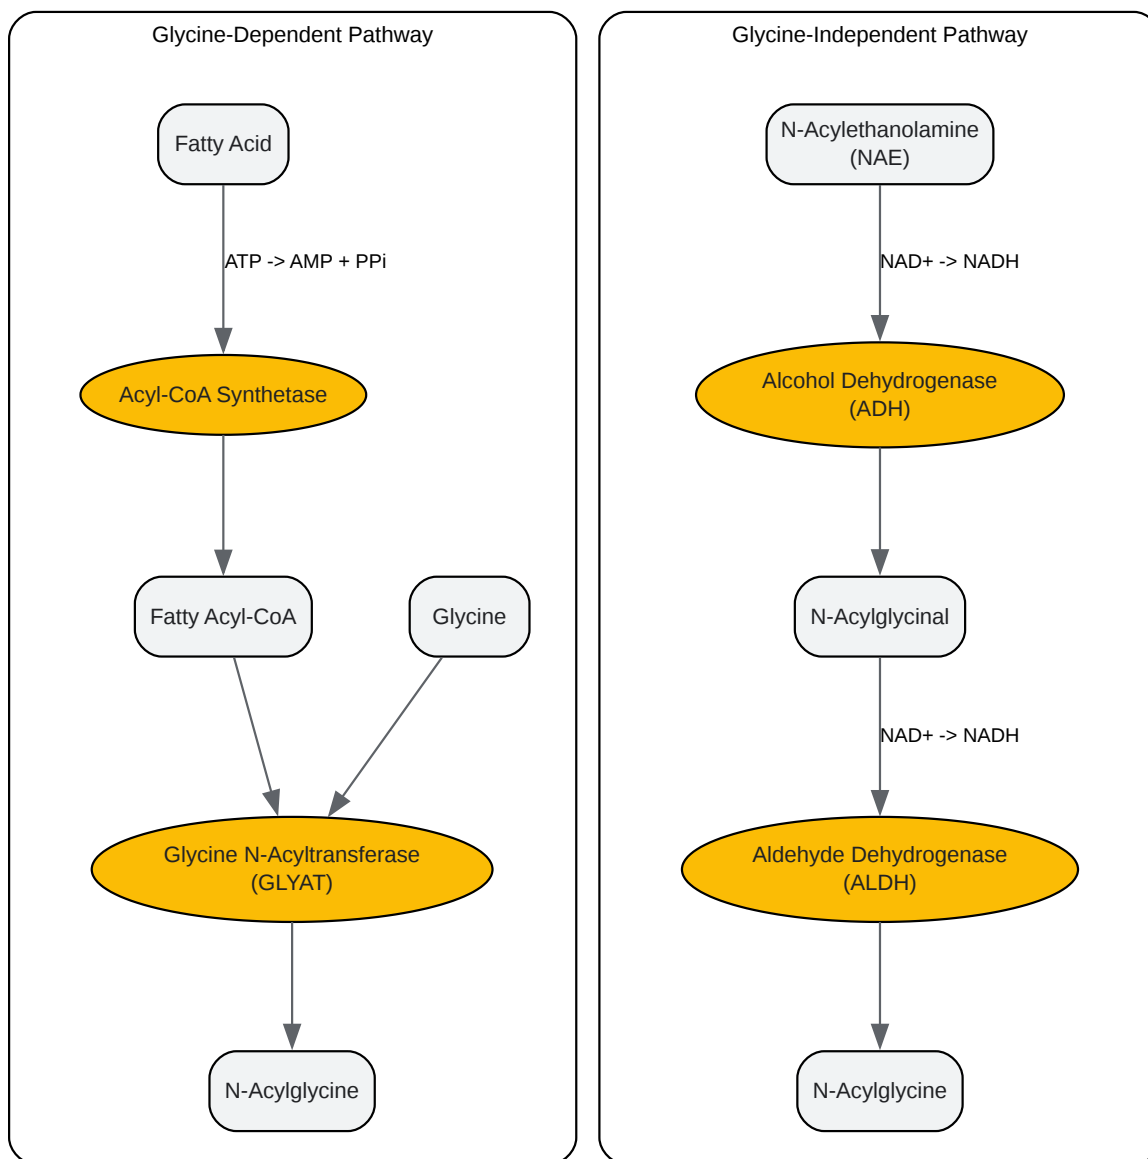 Glycine-Dependent Pathway
Fatty Acid
ATP -> AMP + PPi
Acyl-CoA Synthetase
Fatty Acyl-CoA
Glycine
Glycine N-Acyltransferase
(GLYAT)
N-Acylglycine
Glycine-Independent Pathway
N-Acylethanolamine
(NAE)
NAD+ -> NADH
Alcohol Dehydrogenase
(ADH)
N-Acylglycinal
NAD+ -> NADH
Aldehyde Dehydrogenase
(ALDH)
N-Acylglycine